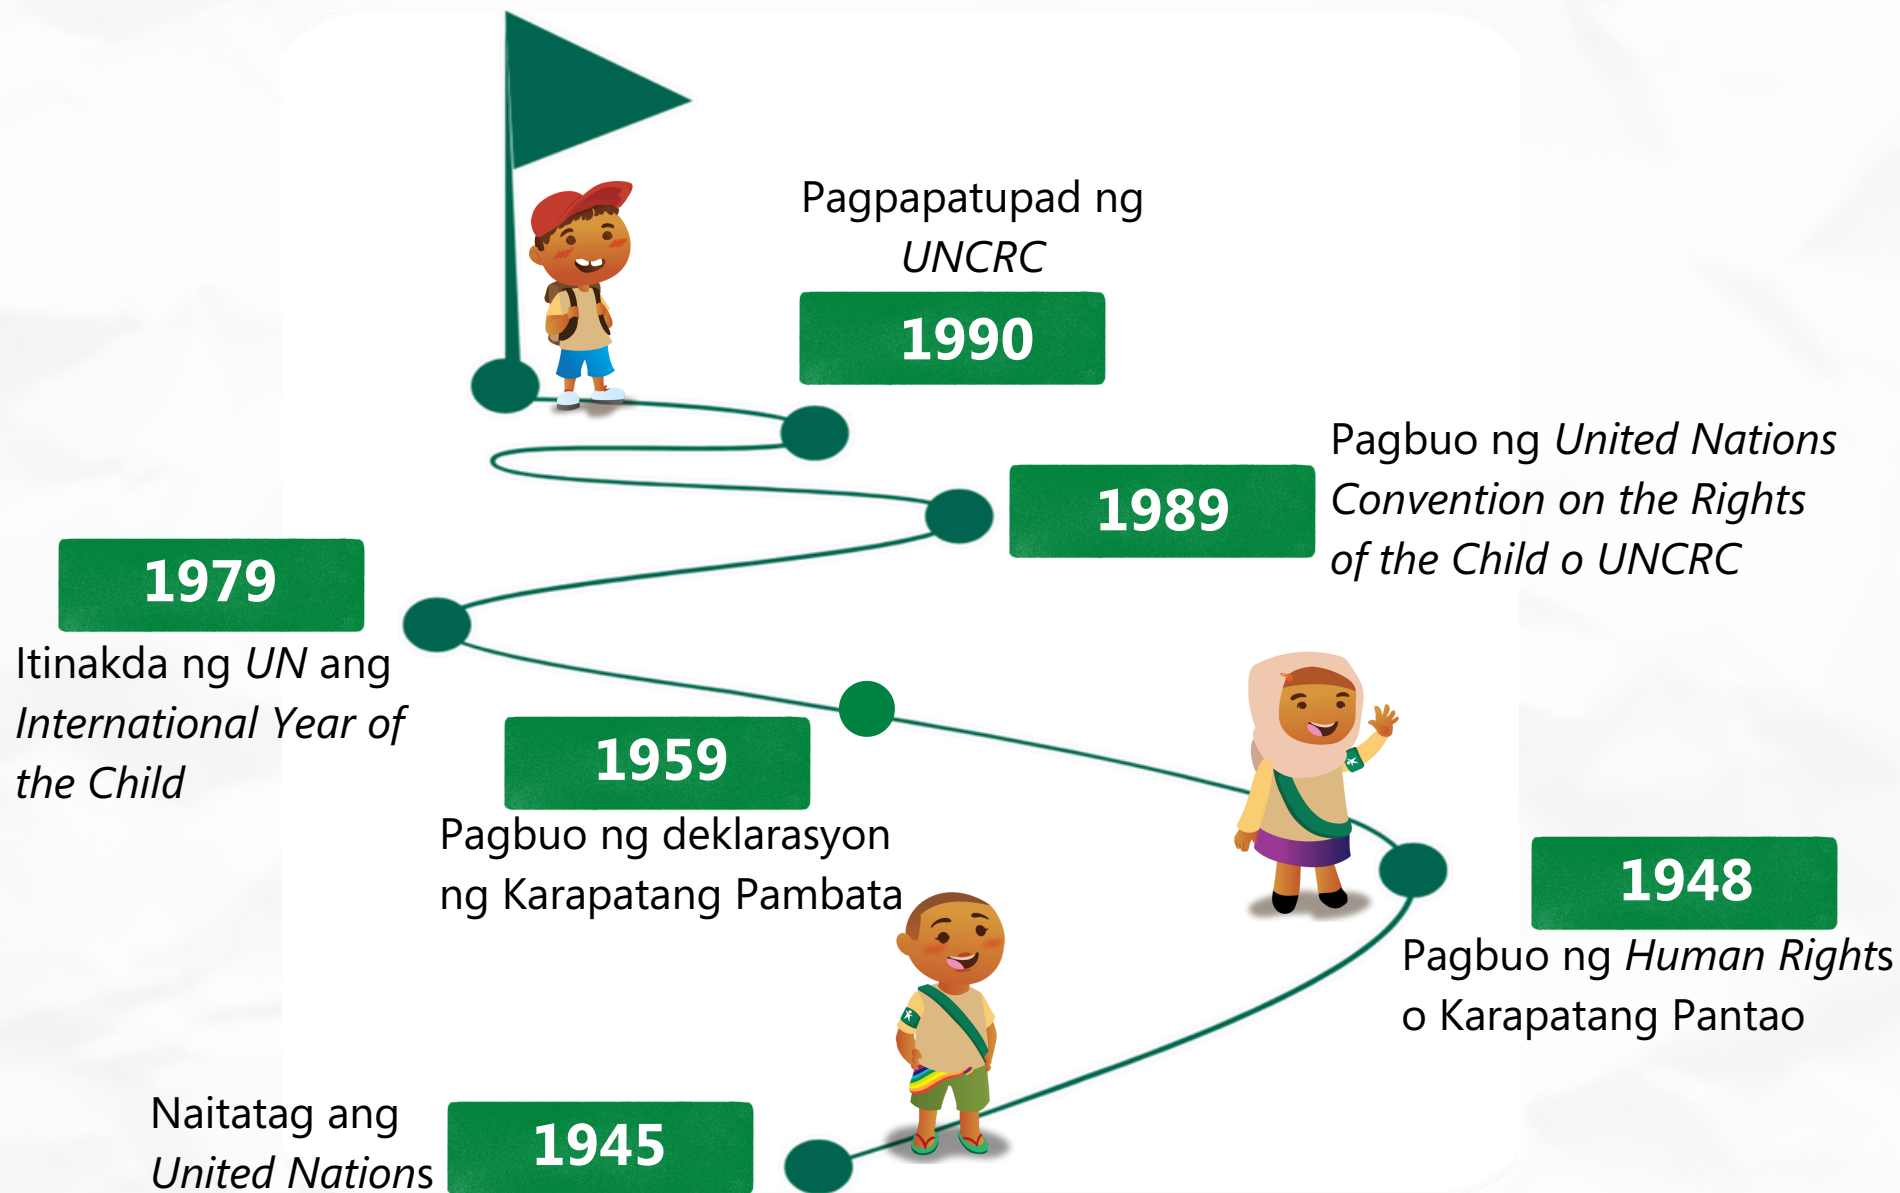 Pagpapatupad ng
UNCRC
1990
Pagbuo ng United Nations
Convention on the Rights
of the Child o UNCRC
1989
1979
Itinakda ng UN ang
International Year of
the Child
1959
Pagbuo ng deklarasyon
ng Karapatang Pambata
1948
Pagbuo ng Human Rights
o Karapatang Pantao
Naitatag ang
United Nations
1945